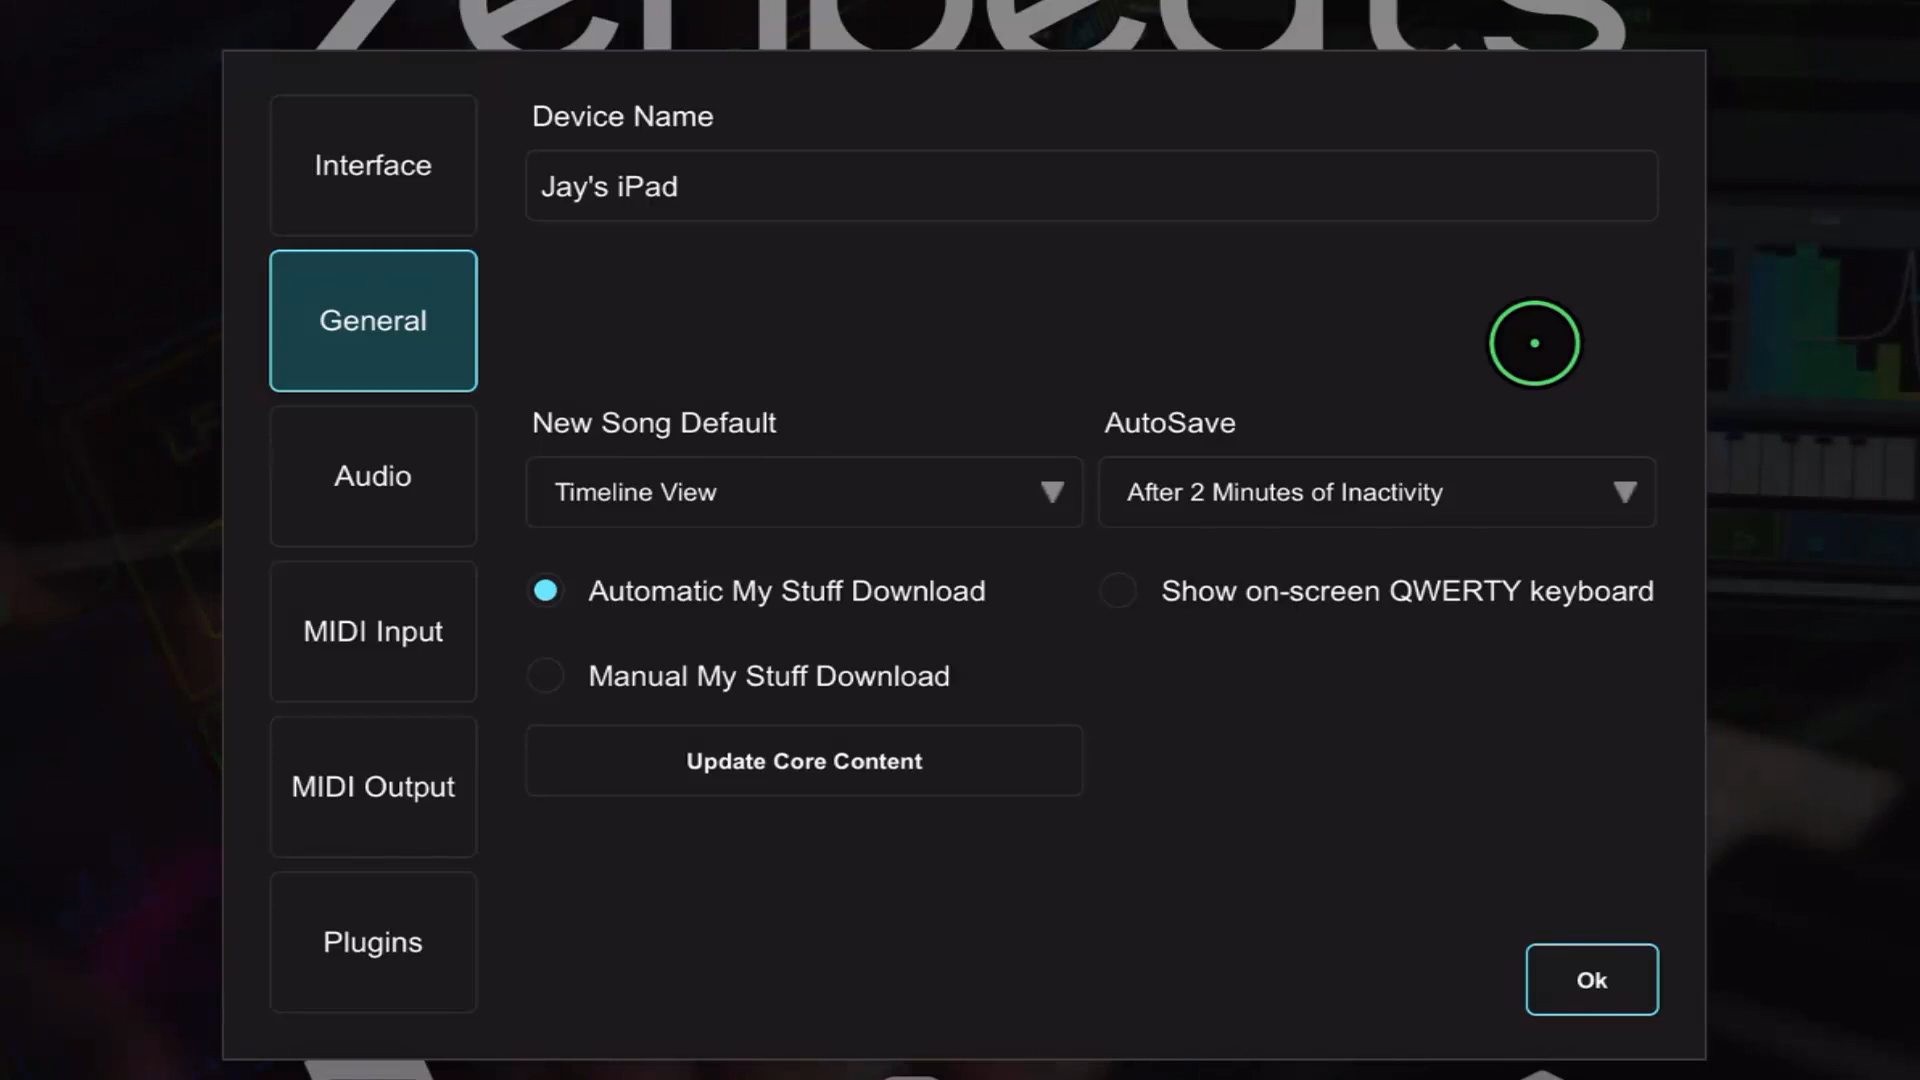 zenbeats
Device Name
Interface
Jay's iPad
General
New Song Default
AutoSave
Audio
Timeline View
After 2 Minutes of Inactivity
Automatic My Stuff Download
Show on-screen QWERTY keyboard
MIDI Input
Manual My Stuff Download
Update Core Content
MIDI Output
Plugins
Ok